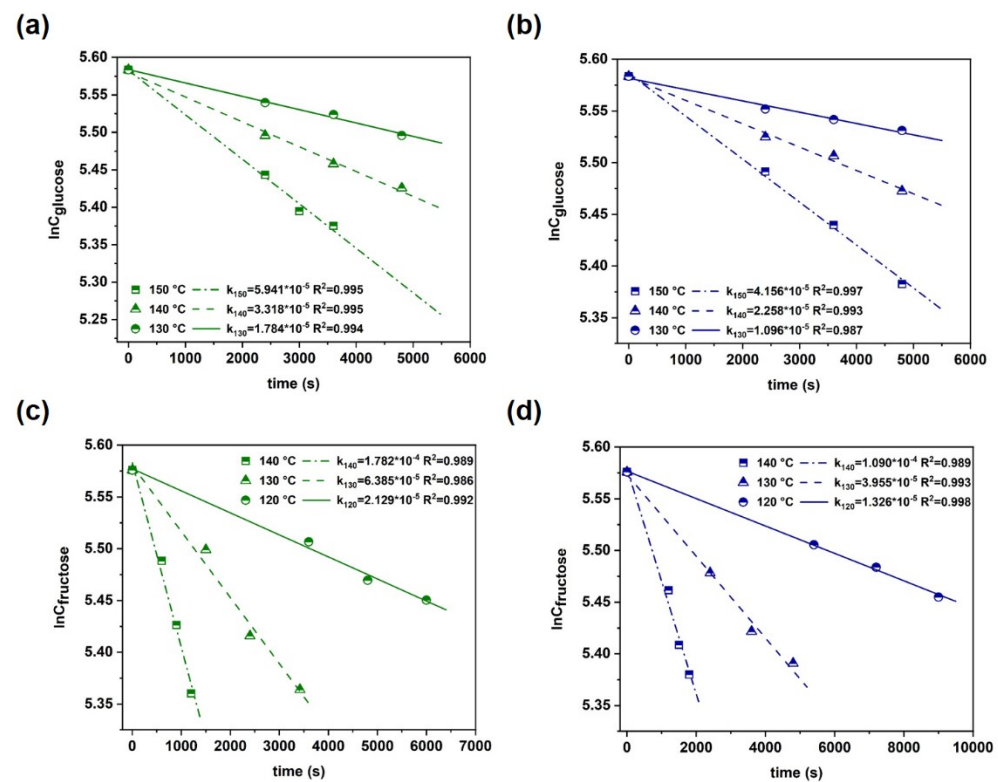 (a)
lnC_glucose
5.60
5.55
5.50
5.45
5.40
5.35
5.30
5.25
150 °C k₁₅₀=5.941*10⁻⁵ R²=0.995
140 °C k₁₄₀=3.318*10⁻⁵ R²=0.995
130 °C k₁₃₀=1.784*10⁻⁵ R²=0.994
0 1000 2000 3000 4000 5000 6000
time (s)
(b)
lnC_glucose
5.60
5.55
5.50
5.45
5.40
5.35
150 °C k₁₅₀=4.156*10⁻⁵ R²=0.997
140 °C k₁₄₀=2.258*10⁻⁵ R²=0.993
130 °C k₁₃₀=1.096*10⁻⁵ R²=0.987
0 1000 2000 3000 4000 5000 6000
time (s)
(c)
lnC_fructose
5.60
5.55
5.50
5.45
5.40
5.35
140 °C k₁₄₀=1.782*10⁻⁴ R²=0.989
130 °C k₁₃₀=6.385*10⁻⁵ R²=0.986
120 °C k₁₂₀=2.129*10⁻⁵ R²=0.992
0 1000 2000 3000 4000 5000 6000 7000
time (s)
(d)
lnC_fructose
5.60
5.55
5.50
5.45
5.40
5.35
140 °C k₁₄₀=1.090*10⁻⁴ R²=0.989
130 °C k₁₃₀=3.955*10⁻⁵ R²=0.993
120 °C k₁₂₀=1.326*10⁻⁵ R²=0.998
0 2000 4000 6000 8000 10000
time (s)